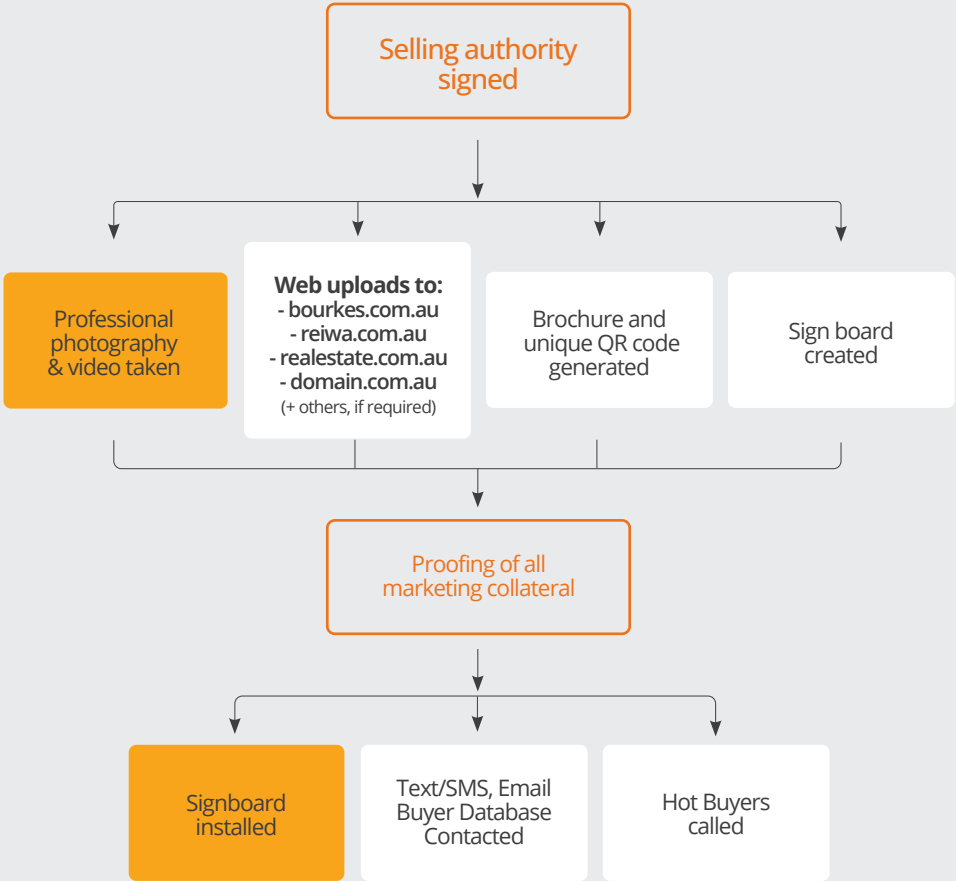 Selling authority
signed
Professional
photography
& video taken
Web uploads to:
- bourkes.com.au
- reiwa.com.au
- realestate.com.au
- domain.com.au
(+ others, if required)
Brochure and
unique QR code
generated
Sign board
created
Proofing of all
marketing collateral
Signboard
installed
Text/SMS, Email
Buyer Database
Contacted
Hot Buyers
called